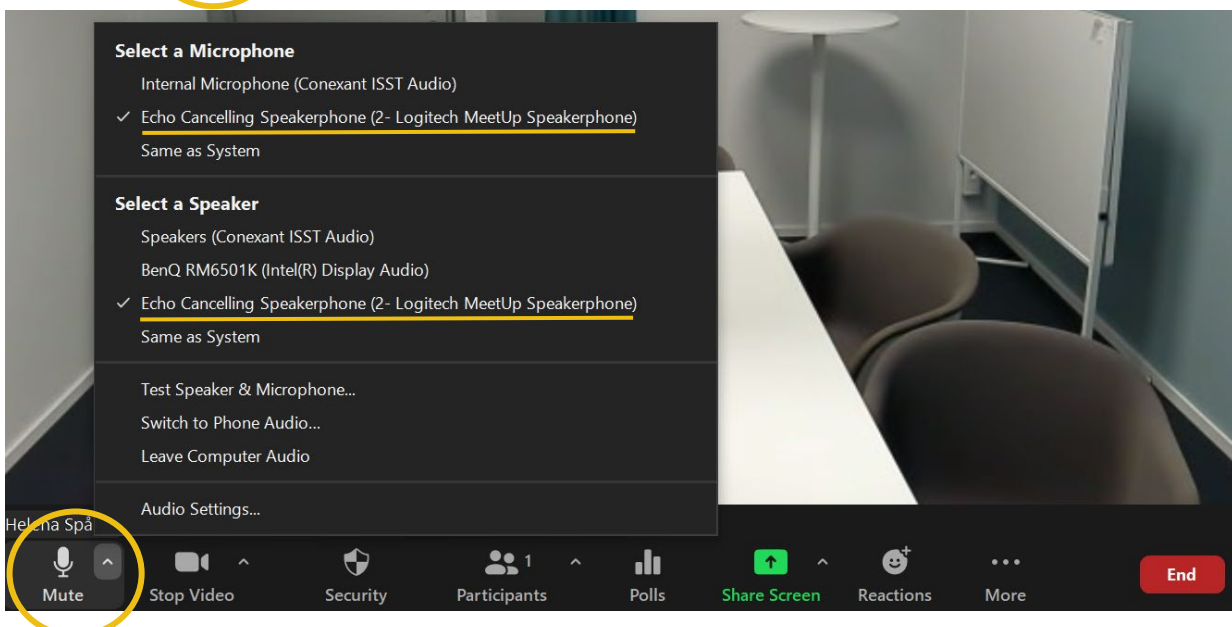 Select a Microphone
Internal Microphone (Conexant ISST Audio)
✓ Echo Cancelling Speakerphone (2- Logitech MeetUp Speakerphone)
Same as System
Select a Speaker
Speakers (Conexant ISST Audio)
BenQ RM6501K (Intel(R) Display Audio)
✓ Echo Cancelling Speakerphone (2- Logitech MeetUp Speakerphone)
Same as System
Test Speaker & Microphone...
Switch to Phone Audio...
Leave Computer Audio
Audio Settings...
Helena Spå
1
Mute Stop Video Security Participants Polls Share Screen Reactions More End